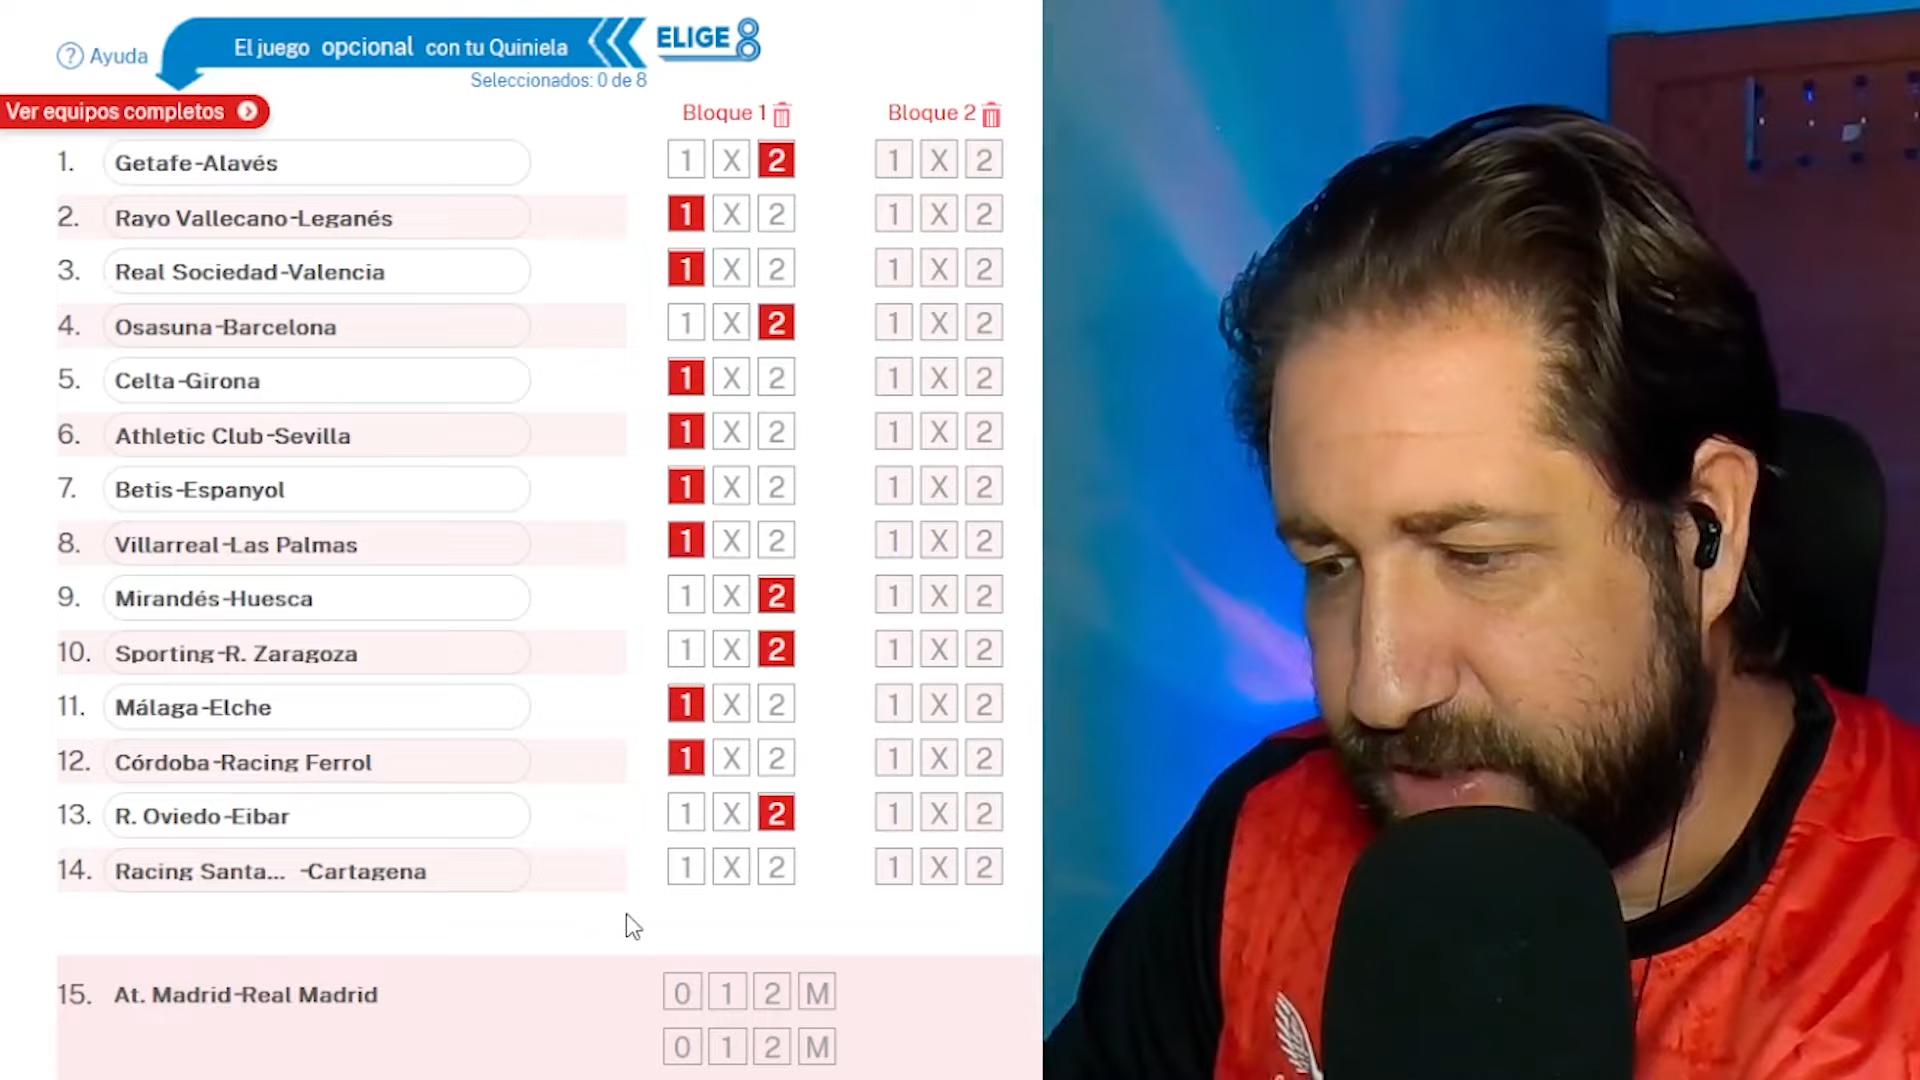 El juego opcional con tu Quiniela
ELIGE 8
? Ayuda
Seleccionados: 0 de 8
Ver equipos completos
Bloque 1
Bloque 2
1. Getafe-Alavés 1 X 2 1 X 2
2. Rayo Vallecano-Leganés 1 X 2 1 X 2
3. Real Sociedad-Valencia 1 X 2 1 X 2
4. Osasuna-Barcelona 1 X 2 1 X 2
5. Celta-Girona 1 X 2 1 X 2
6. Athletic Club-Sevilla 1 X 2 1 X 2
7. Betis-Espanyol 1 X 2 1 X 2
8. Villarreal-Las Palmas 1 X 2 1 X 2
9. Mirandés-Huesca 1 X 2 1 X 2
10. Sporting-R. Zaragoza 1 X 2 1 X 2
11. Málaga-Elche 1 X 2 1 X 2
12. Córdoba-Racing Ferrol 1 X 2 1 X 2
13. R. Oviedo-Eibar 1 X 2 1 X 2
14. Racing Santa... -Cartagena 1 X 2 1 X 2
15. At. Madrid-Real Madrid 0 1 2 M
0 1 2 M